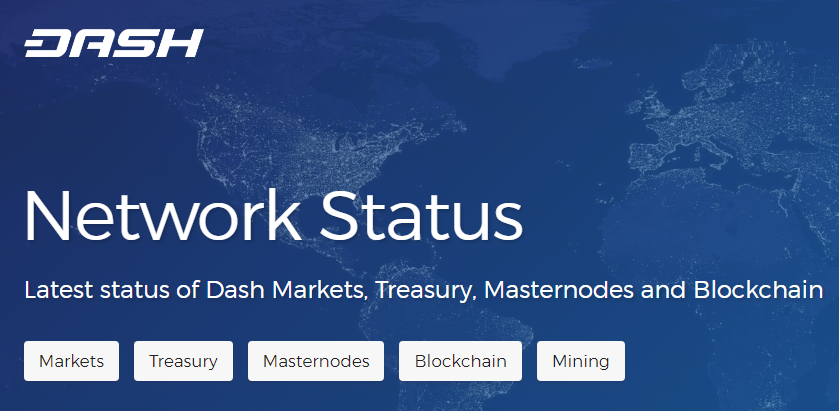 DASH
Network Status
Latest status of Dash Markets, Treasury, Masternodes and Blockchain
Markets Treasury Masternodes Blockchain Mining